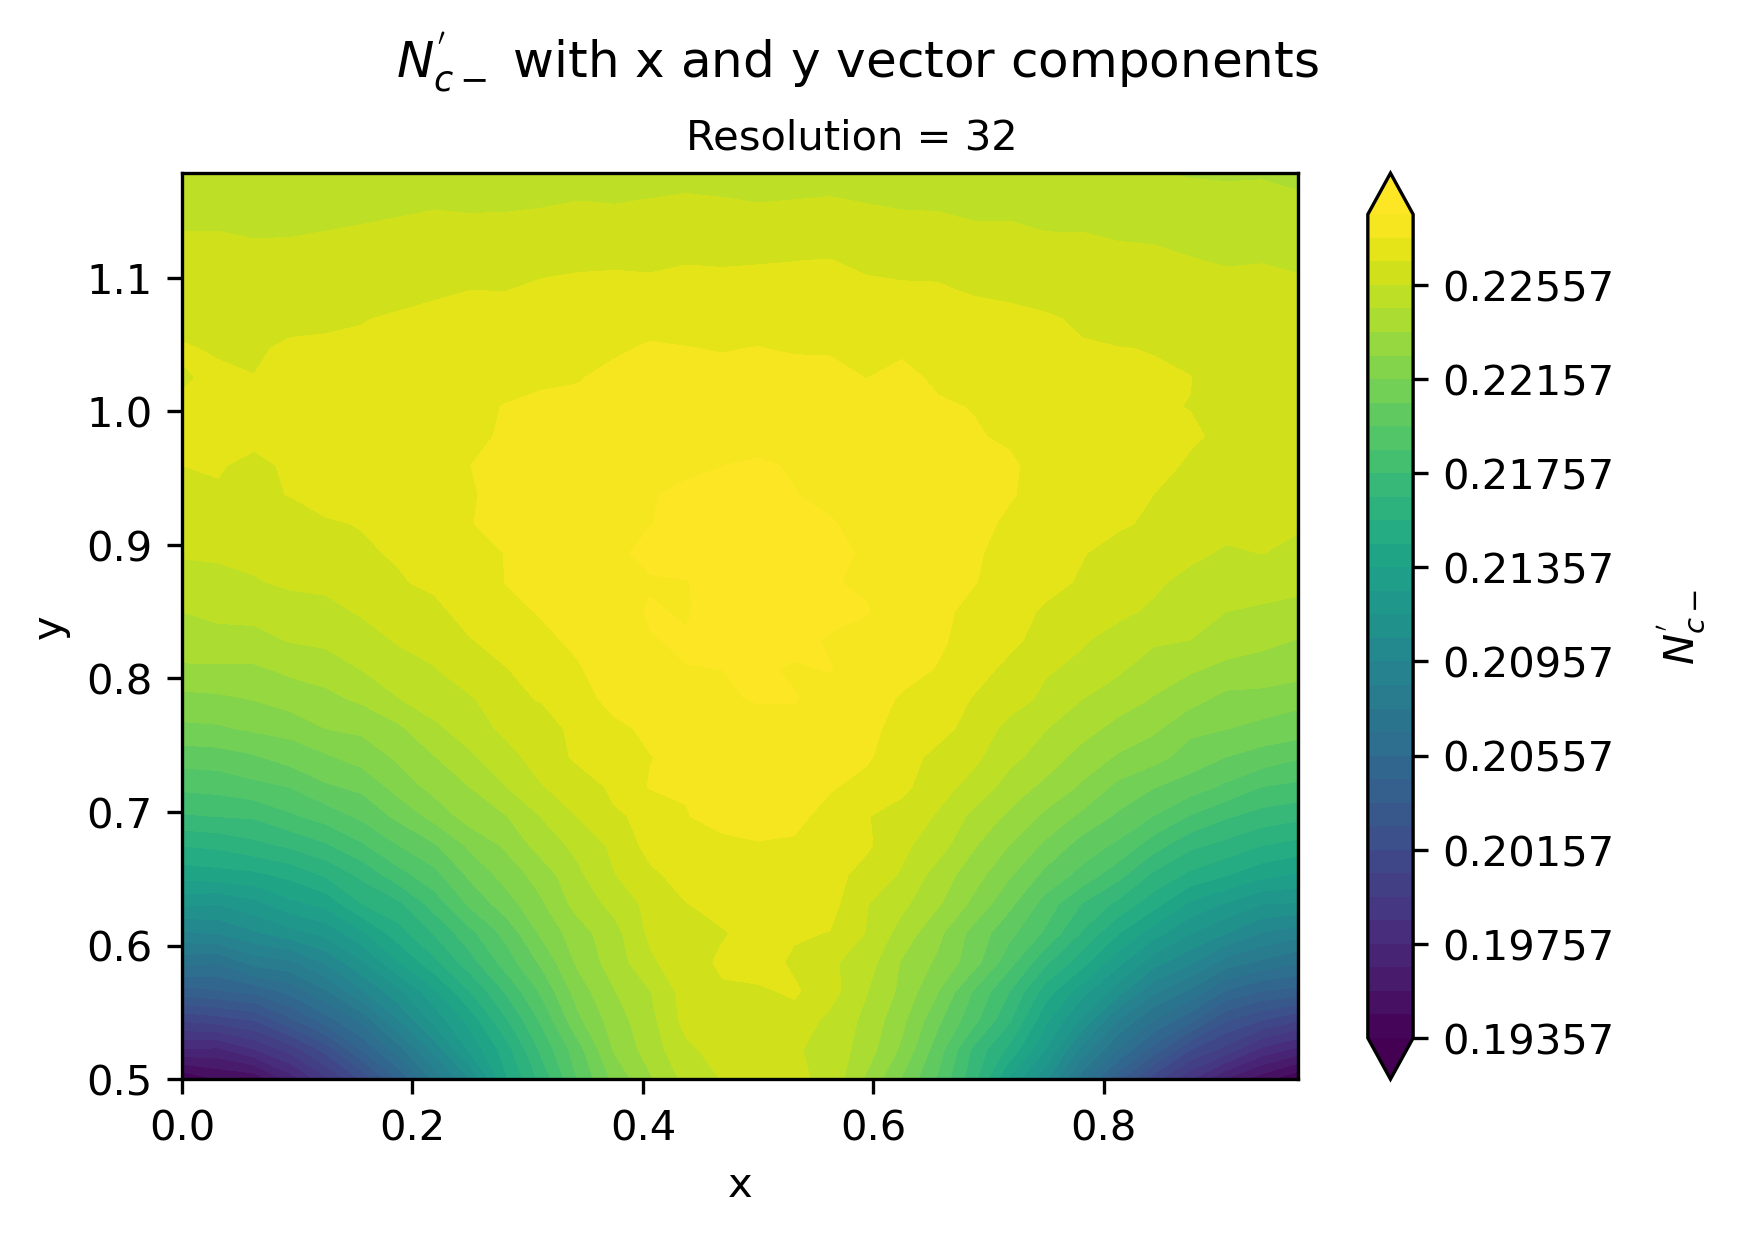 N′c− with x and y vector components
Resolution = 32
1.1
1.0
0.9
0.8
0.7
0.6
0.5
y
0.0 0.2 0.4 0.6 0.8
x
0.22557
0.22157
0.21757
0.21357
0.20957
0.20557
0.20157
0.19757
0.19357
N′c−